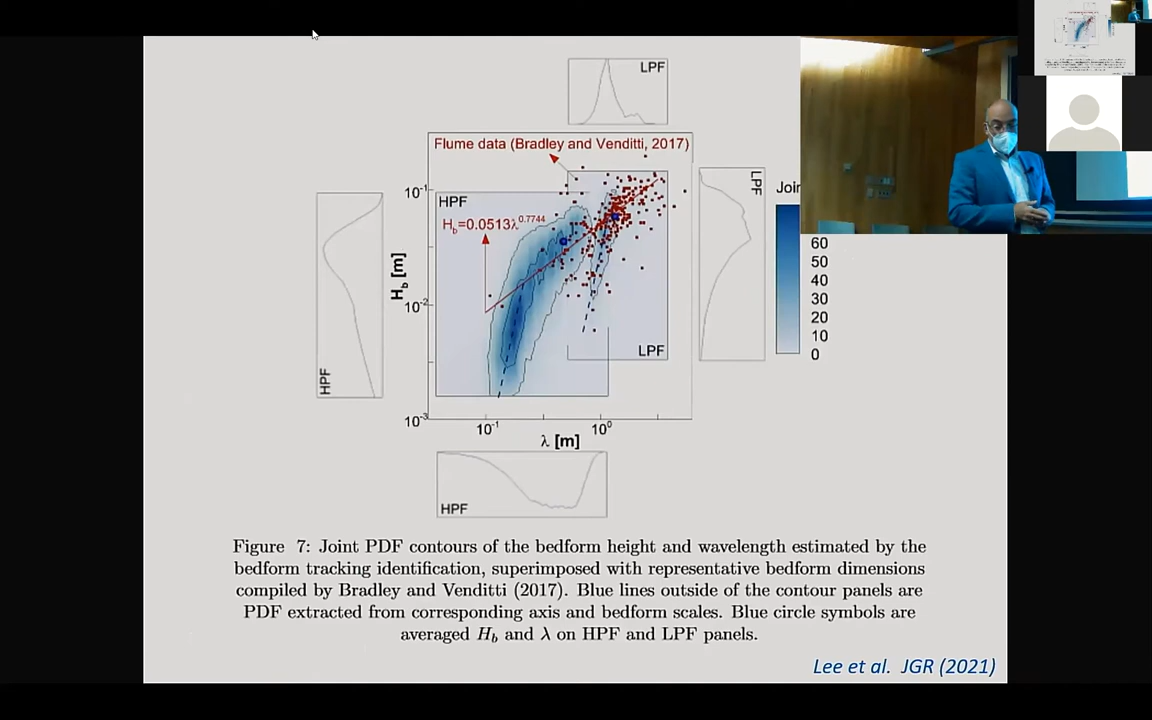 LPF
Flume data (Bradley and Venditti, 2017)
LPF
Join
10-1
HPF
Hb=0.0513λ0.7744
60
50
40
30
20
10
0
Hb [m]
10-2
LPF
HPF
10-3
10-1
100
λ [m]
HPF
Figure 7: Joint PDF contours of the bedform height and wavelength estimated by the
bedform tracking identification, superimposed with representative bedform dimensions
compiled by Bradley and Venditti (2017). Blue lines outside of the contour panels are
PDF extracted from corresponding axis and bedform scales. Blue circle symbols are
averaged Hb and λ on HPF and LPF panels.
Lee et al. JGR (2021)